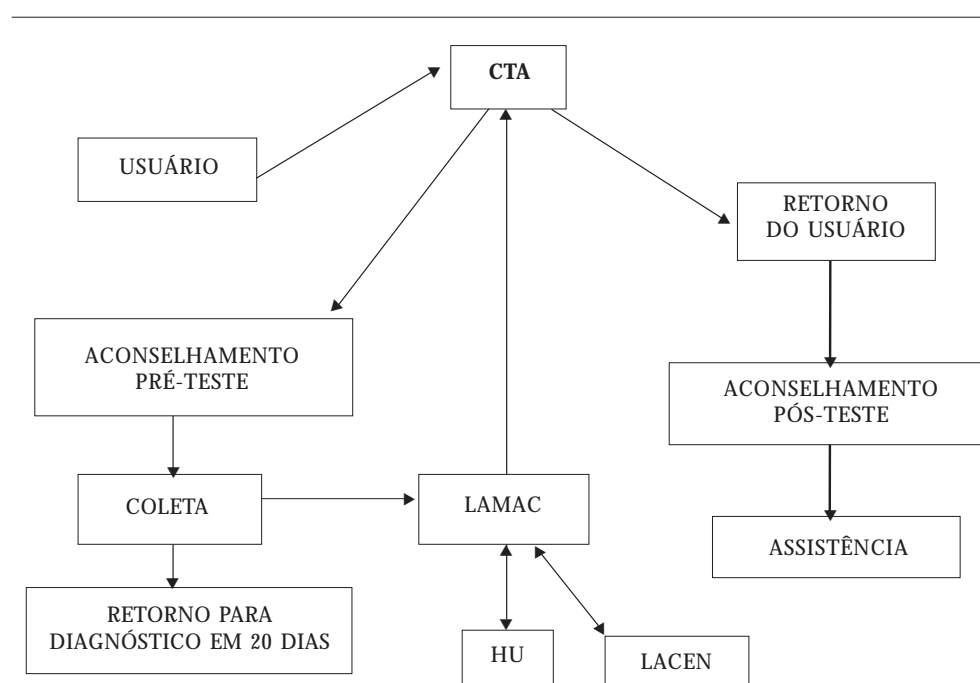 CTA
USUÁRIO
RETORNO
DO USUÁRIO
ACONSELHAMENTO
PRÉ-TESTE
ACONSELHAMENTO
PÓS-TESTE
COLETA
LAMAC
ASSISTÊNCIA
RETORNO PARA
DIAGNÓSTICO EM 20 DIAS
HU
LACEN